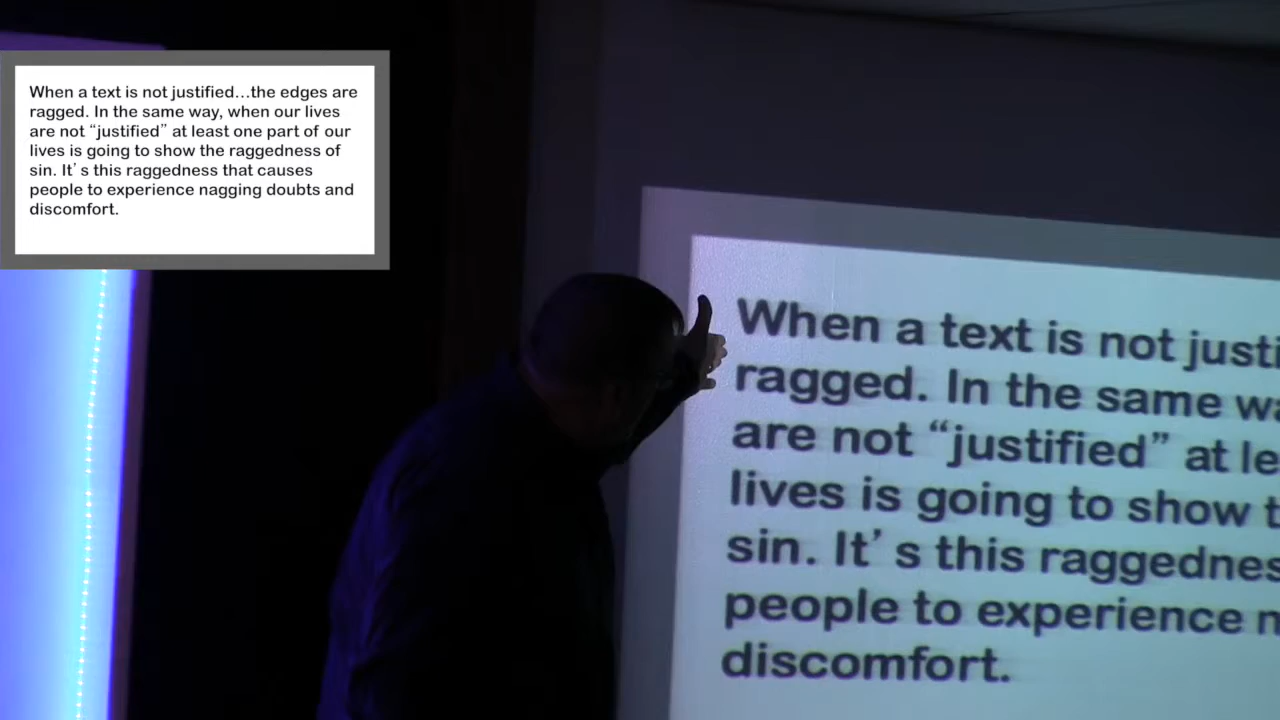 When a text is not justified...the edges are
ragged. In the same way, when our lives
are not “justified” at least one part of our
lives is going to show the raggedness of
sin. It’ s this raggedness that causes
people to experience nagging doubts and
discomfort.
When a text is not justi
ragged. In the same wa
are not “justified” at le
lives is going to show t
sin. It’ s this raggednes
people to experience n
discomfort.